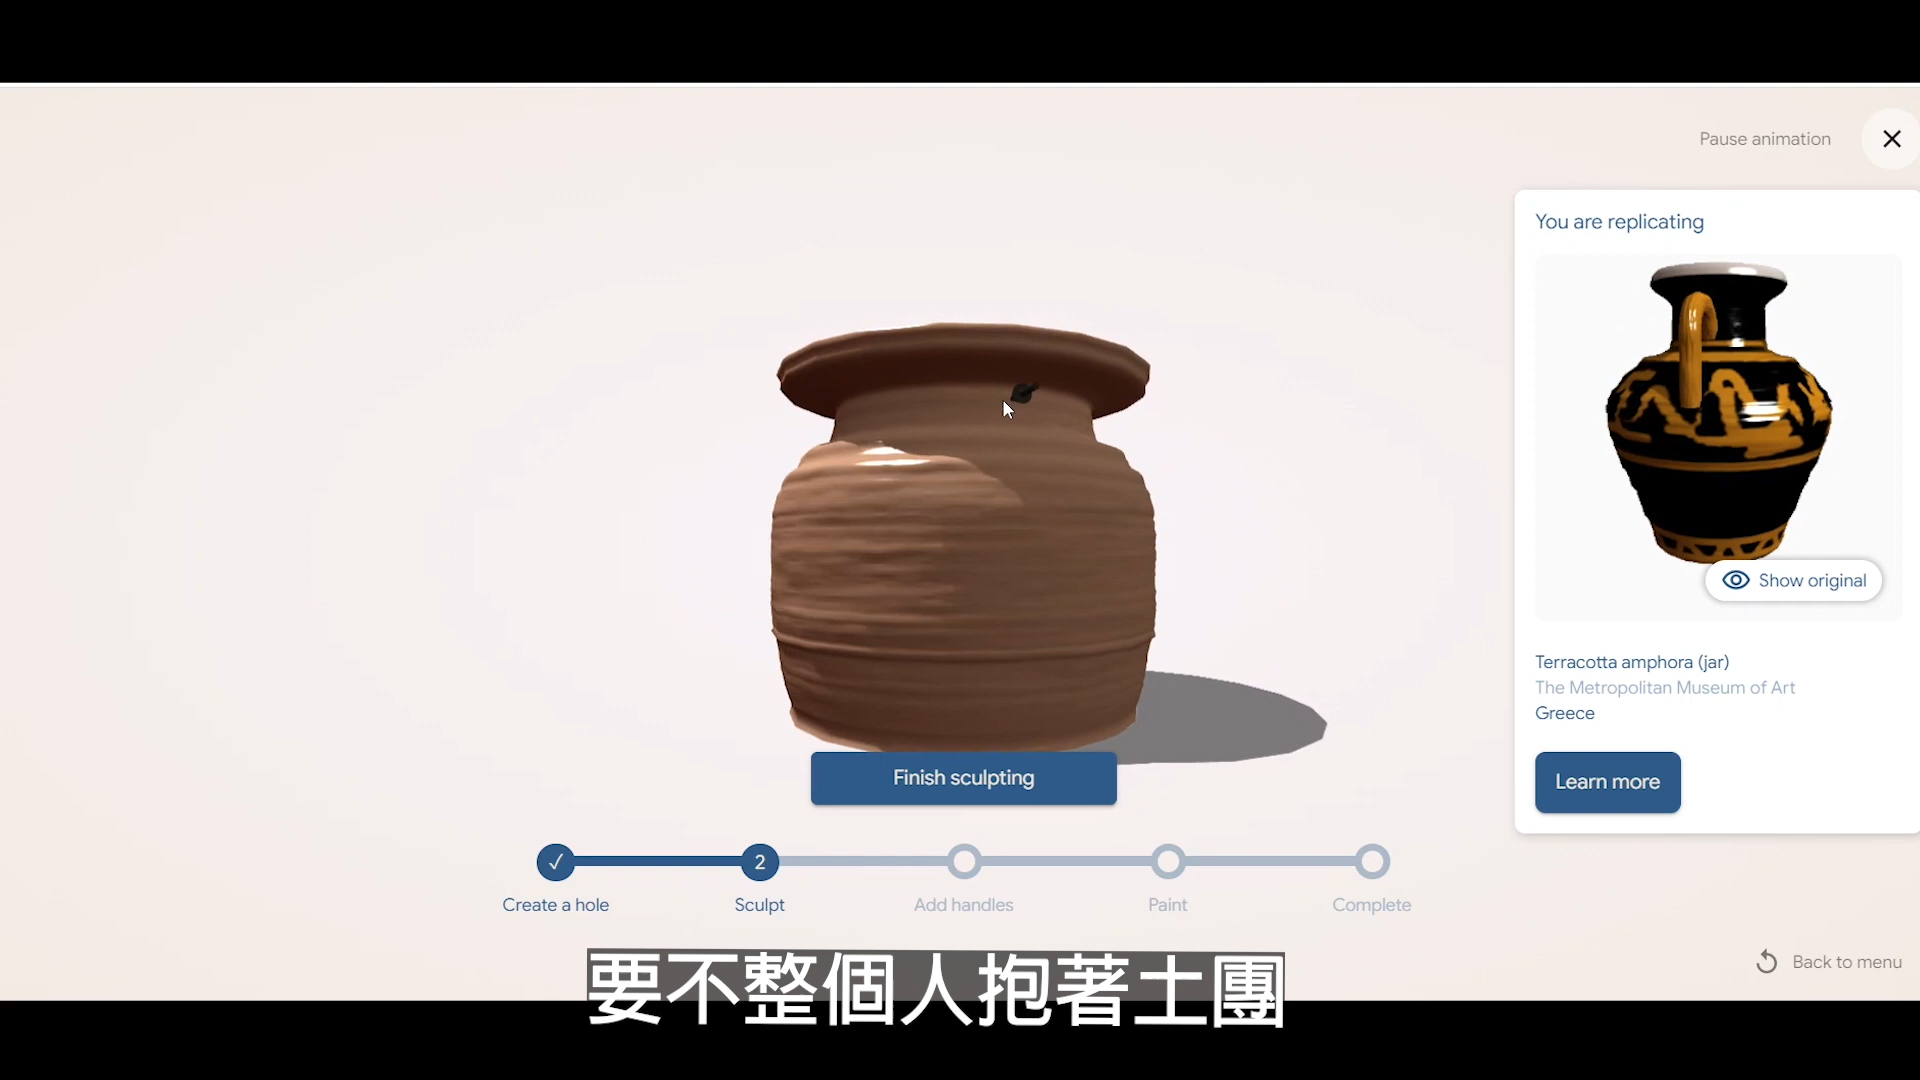 Pause animation
You are replicating
Show original
Terracotta amphora (jar)
The Metropolitan Museum of Art
Greece
Learn more
Finish sculpting
✓
2
Create a hole
Sculpt
Add handles
Paint
Complete
Back to menu
要不整個人抱著土團